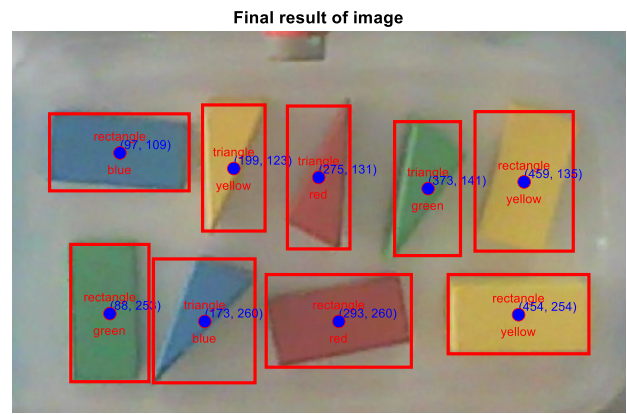 Final result of image
rectangle
(97, 109)
blue
triangle
(199, 123)
yellow
triangle
(275, 131)
red
triangle
(373, 141)
green
rectangle
(459, 135)
yellow
rectangle
(88, 253)
green
triangle
(173, 260)
blue
rectangle
(293, 260)
red
rectangle
(454, 254)
yellow